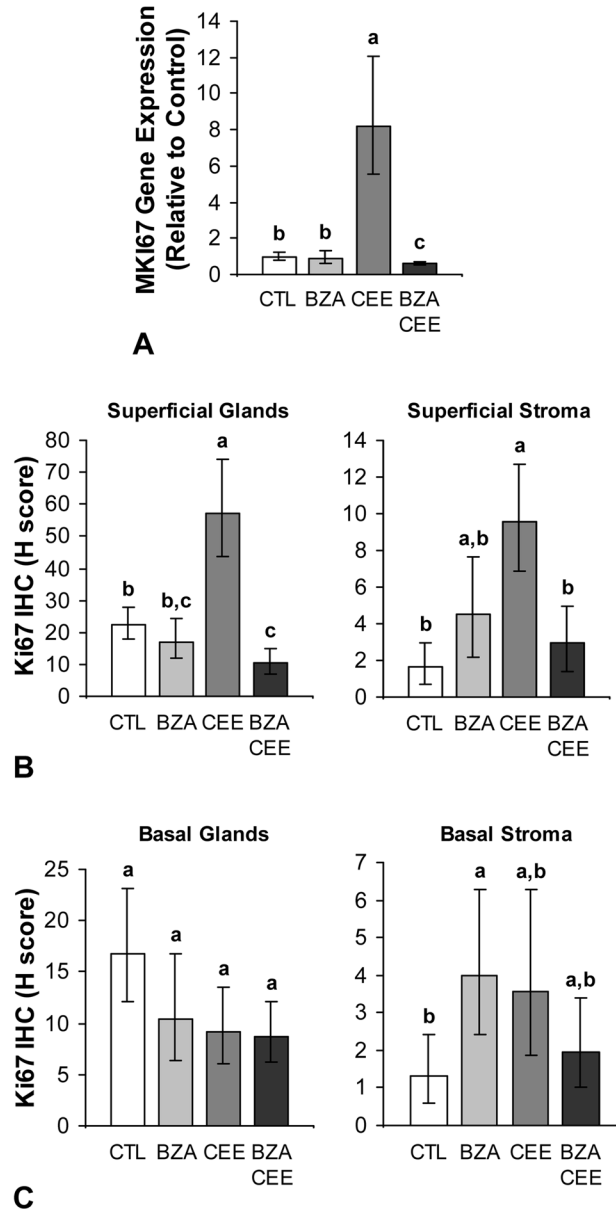 MKI67 Gene Expression
(Relative to Control)
14
12
10
8
6
4
2
0
b
b
a
c
CTL
BZA
CEE
BZA
CEE
A
Superficial Glands
Ki67 IHC (H score)
80
70
60
50
40
30
20
10
0
b
b,c
a
c
CTL
BZA
CEE
BZA
CEE
Superficial Stroma
14
12
10
8
6
4
2
0
b
a,b
a
b
CTL
BZA
CEE
BZA
CEE
B
Basal Glands
Ki67 IHC (H score)
25
20
15
10
5
0
a
a
a
a
CTL
BZA
CEE
BZA
CEE
Basal Stroma
7
6
5
4
3
2
1
0
b
a
a,b
a,b
CTL
BZA
CEE
BZA
CEE
C